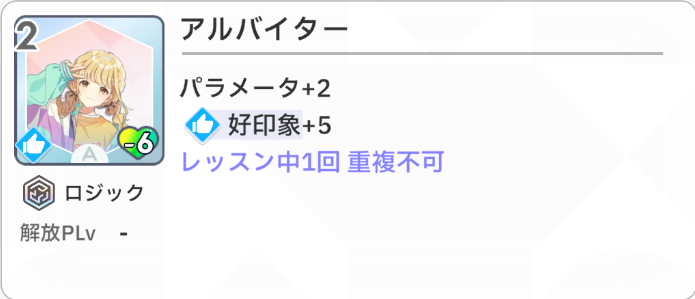 2
アルバイター
パラメータ+2
好印象+5
レッスン中1回 重複不可
-6
A
ロジック
解放PLv -